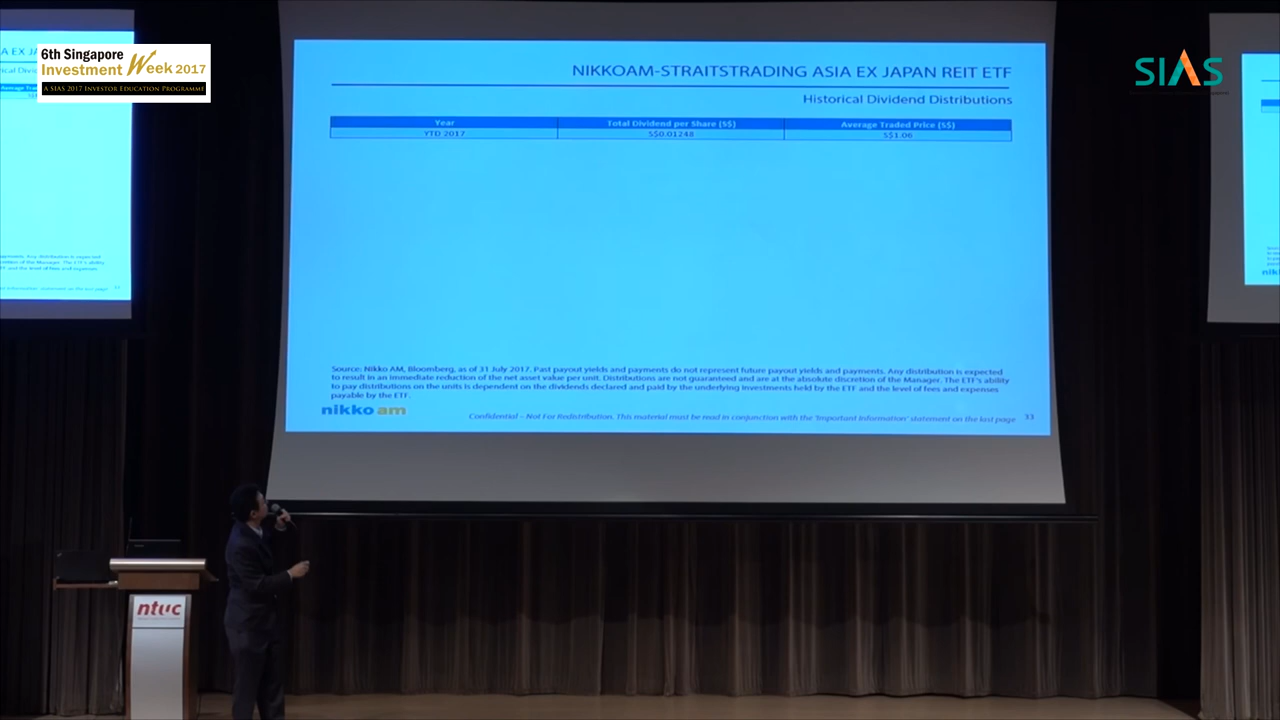 6th Singapore
Investment Week 2017
A SIAS 2017 INVESTOR EDUCATION PROGRAMME
SIAS
NIKKOAM-STRAITSTRADING ASIA EX JAPAN REIT ETF
Historical Dividend Distributions
Year Total Dividend per Share (S$) Average Traded Price (S$)
YTD 2017 S$0.01248 S$1.06
Source: Nikko AM, Bloomberg, as of 31 July 2017. Past payout yields and payments do not represent future payout yields and payments. Any distribution is expected
to result in an immediate reduction of the net asset value per unit. Distributions are not guaranteed and are at the absolute discretion of the Manager. The ETF's ability
to pay distributions on the units is dependent on the dividends declared and paid by the underlying investments held by the ETF and the level of fees and expenses
payable by the ETF.
nikko am
Confidential – Not For Redistribution. This material must be read in conjunction with the 'Important Information' statement on the last page 33
ntuc